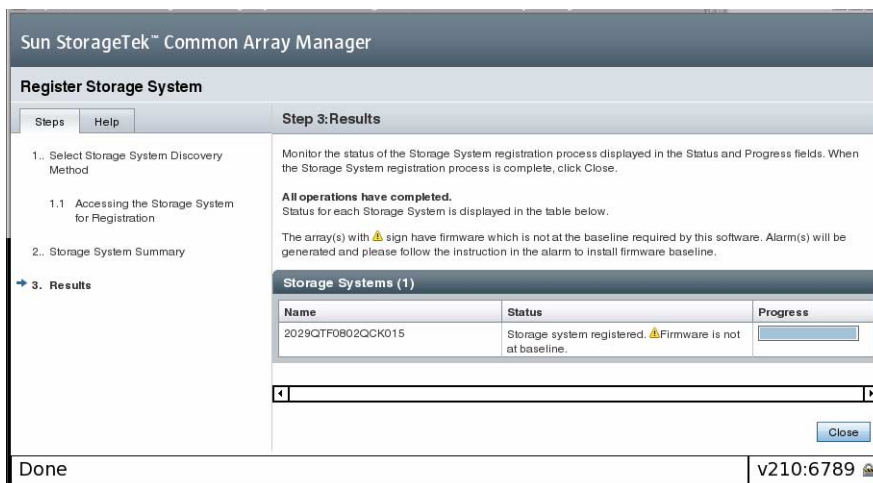 Sun StorageTek™ Common Array Manager
Register Storage System
Steps
Help
1.. Select Storage System Discovery
Method
1.1 Accessing the Storage System
for Registration
2.. Storage System Summary
3. Results
Step 3:Results
Monitor the status of the Storage System registration process displayed in the Status and Progress fields. When
the Storage System registration process is complete, click Close.
All operations have completed.
Status for each Storage System is displayed in the table below.
The array(s) with ⚠ sign have firmware which is not at the baseline required by this software. Alarm(s) will be
generated and please follow the instruction in the alarm to install firmware baseline.
Storage Systems (1)
Name Status Progress
2029QTF0802QCK015 Storage system registered. ⚠Firmware is not
at baseline.
Close
Done v210:6789